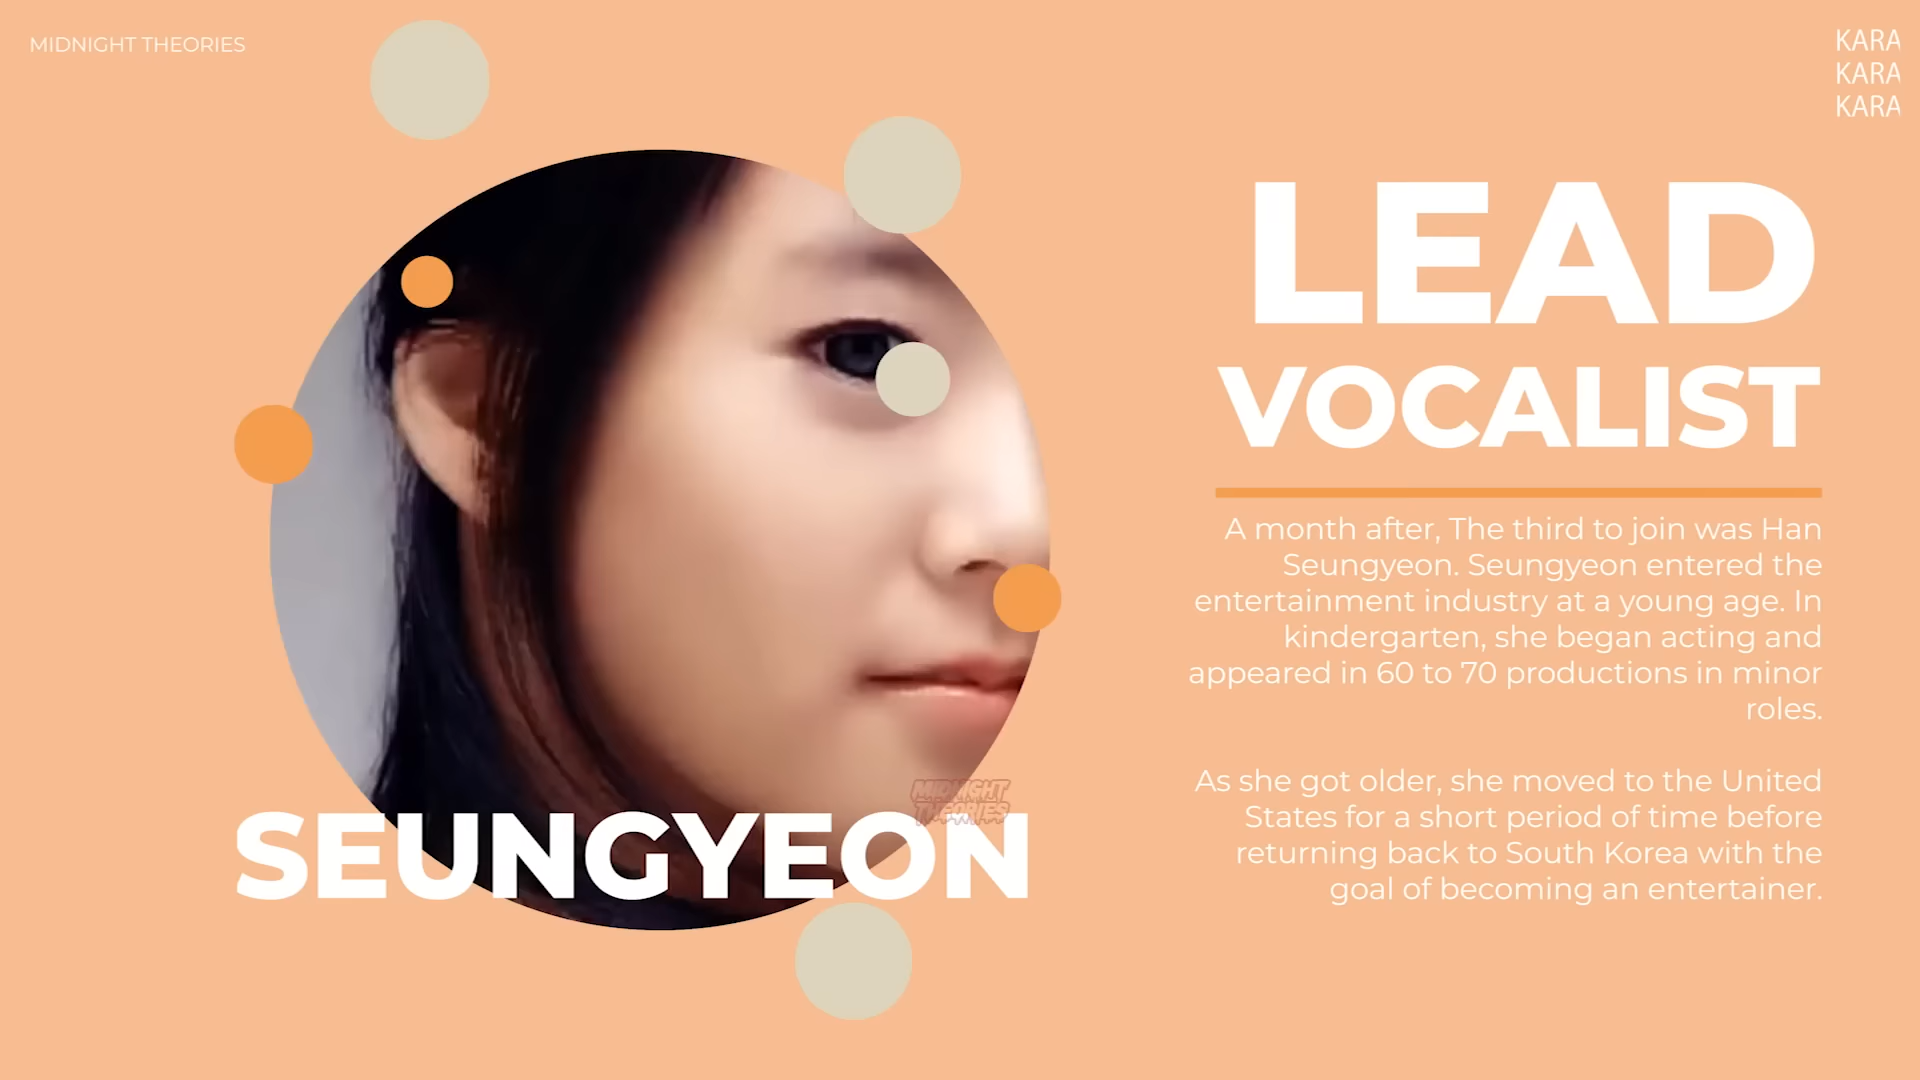 MIDNIGHT THEORIES
KARA
KARA
KARA
LEAD
VOCALIST
A month after, The third to join was Han
Seungyeon. Seungyeon entered the
entertainment industry at a young age. In
kindergarten, she began acting and
appeared in 60 to 70 productions in minor
roles.
As she got older, she moved to the United
States for a short period of time before
returning back to South Korea with the
goal of becoming an entertainer.
MIDNIGHT
THEORIES
SEUNGYEON